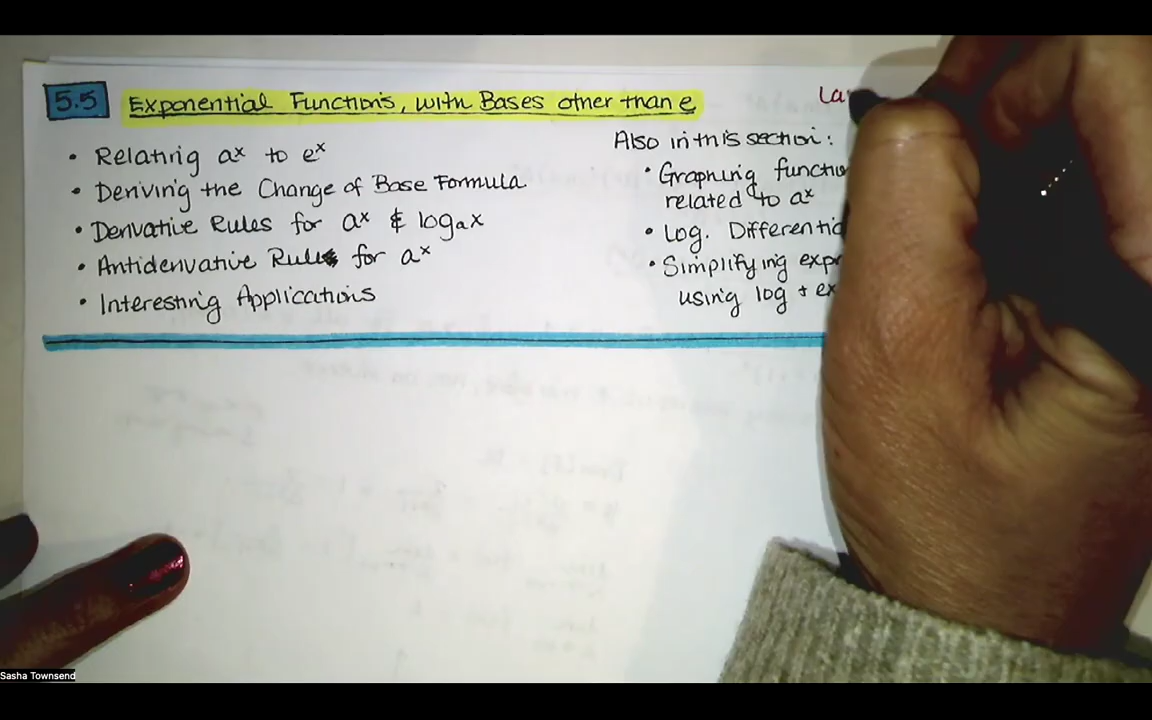 5.5 Exponential Functions, with Bases other than e
• Relating aˣ to eˣ
• Deriving the Change of Base Formula
• Derivative Rules for aˣ & logₐx
• Antiderivative Rules for aˣ
• Interesting Applications
Also in this section:
• Graphing
related to aˣ
• Log.
• Simplifying
using log +
Sasha Townsend